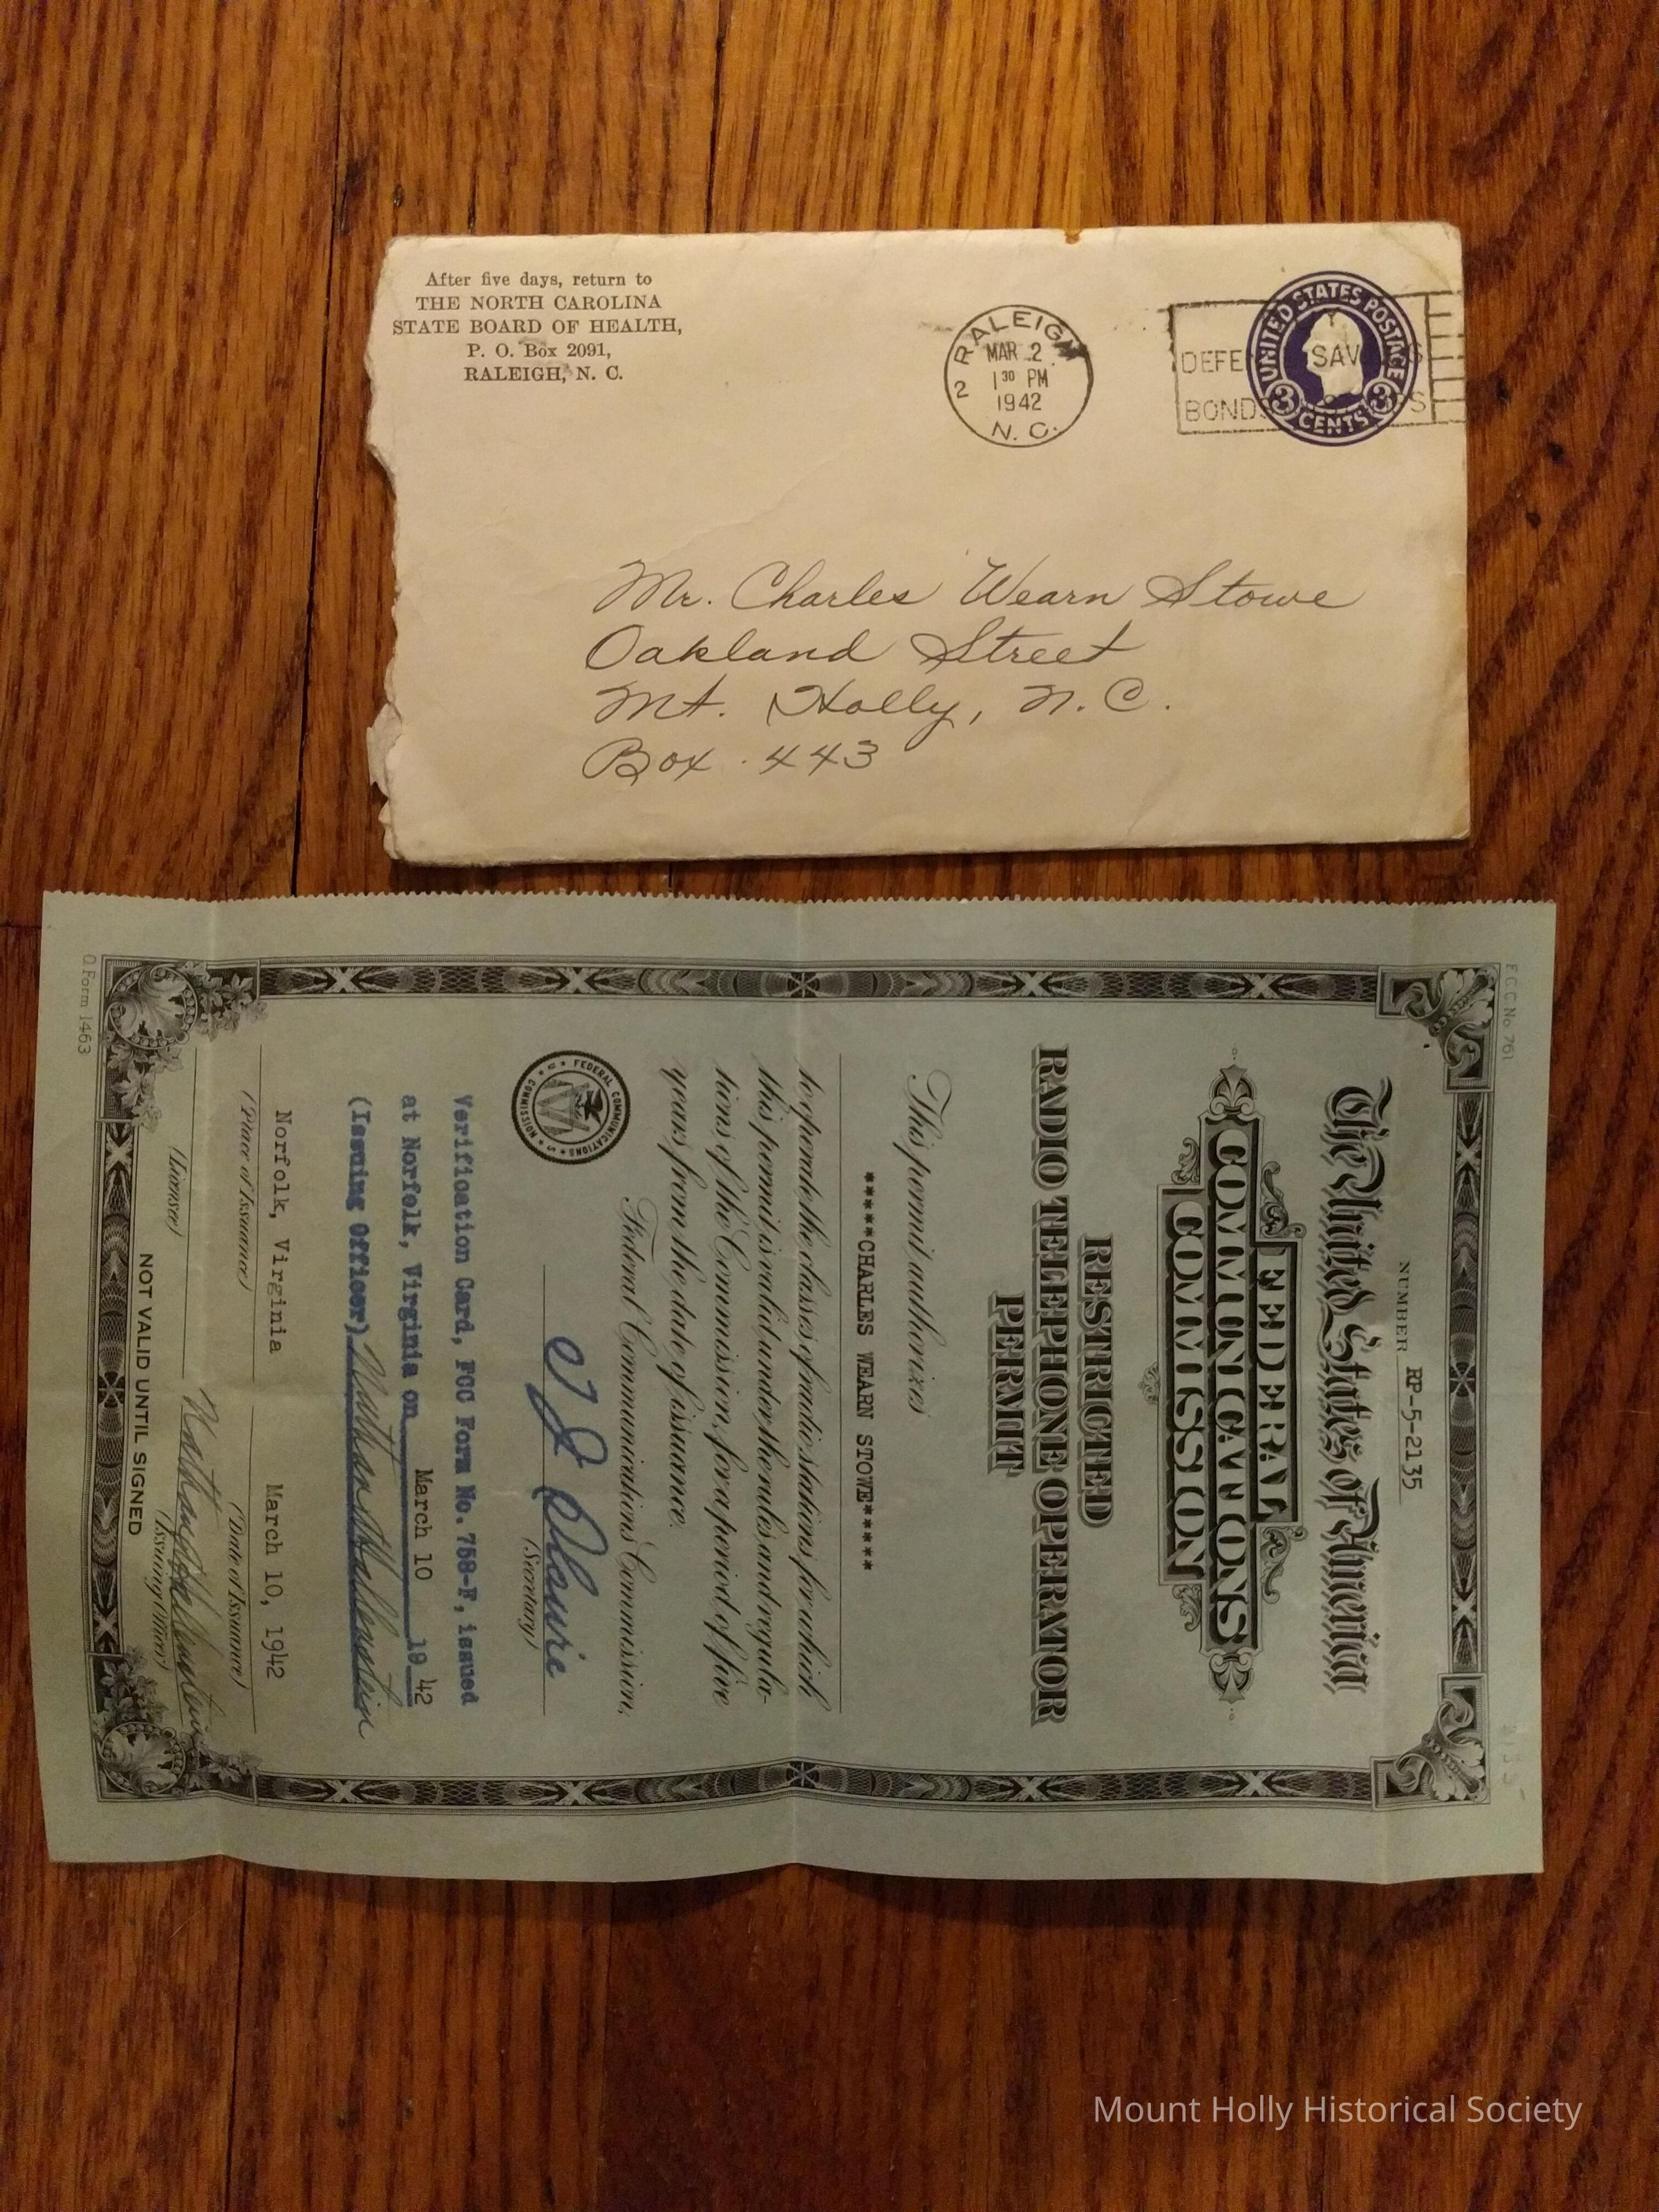 After five days, return to
THE NORTH CAROLINA
STATE BOARD OF HEALTH,
P. O. Box 2091,
RALEIGH, N. C.
RALEIGH
MAR 2
1 30 PM
1942
N. C.
2
DEFE SAV S
BOND S
UNITED STATES POSTAGE
3 CENTS 3
Mr. Charles Wearn Stowe
Oakland Street
Mt. Holly, N. C.
Box 443
F.C.C. No. 761
NUMBER RP-5-2135
The United States of America
FEDERAL
COMMUNICATIONS
COMMISSION
RESTRICTED
RADIO TELEPHONE OPERATOR
PERMIT
This permit authorizes
*****CHARLES WEARN STOWE*****
to operate the classes of radio stations for which
this permit is valid under the rules and regula-
tions of the Commission, for a period of five
years from the date of issuance.
Federal Communications Commission,
FEDERAL COMMUNICATIONS COMMISSION
(Secretary)
Verification Card, FCC Form No. 758-F, issued
at Norfolk, Virginia on March 10 19 42
(Issuing Officer)
Norfolk, Virginia March 10, 1942
(Place of Issuance) (Date of Issuance)
(Licensee) (Issuing Officer)
NOT VALID UNTIL SIGNED
O. Form 1463
Mount Holly Historical Society